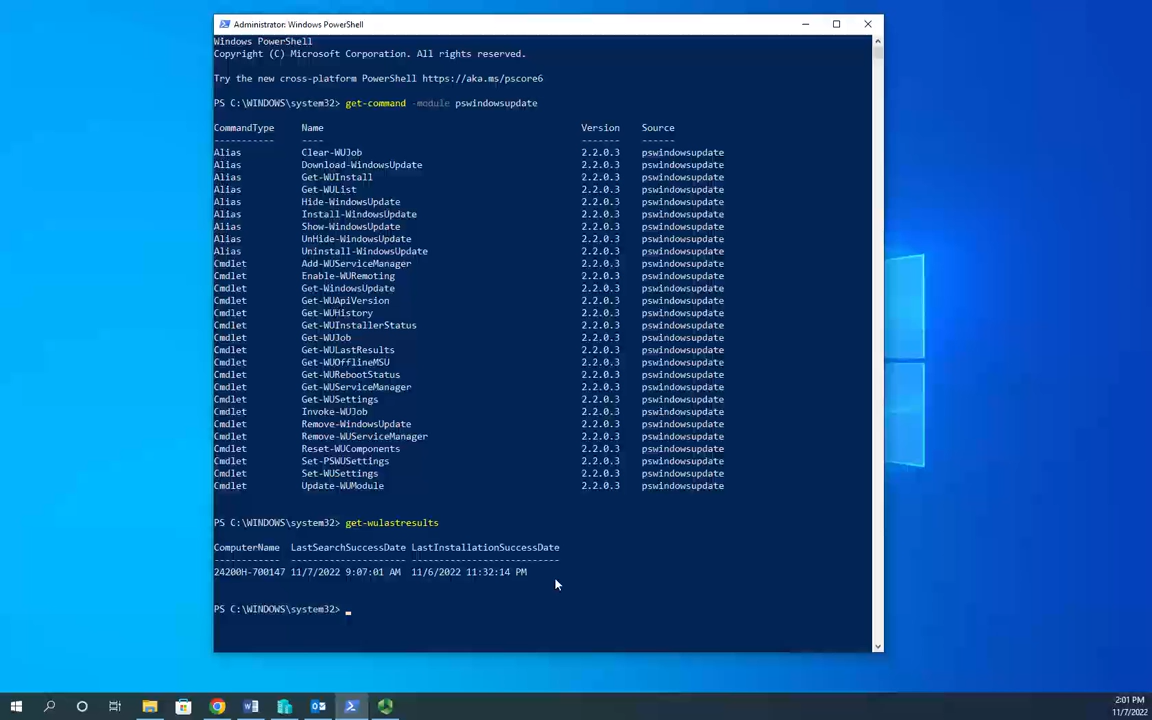 Administrator: Windows PowerShell
Windows PowerShell
Copyright (C) Microsoft Corporation. All rights reserved.
Try the new cross-platform PowerShell https://aka.ms/pscore6
PS C:\WINDOWS\system32> get-command -module pswindowsupdate
CommandType Name Version Source
----------- ---- ------- ------
Alias Clear-WUJob 2.2.0.3 pswindowsupdate
Alias Download-WindowsUpdate 2.2.0.3 pswindowsupdate
Alias Get-WUInstall 2.2.0.3 pswindowsupdate
Alias Get-WUList 2.2.0.3 pswindowsupdate
Alias Hide-WindowsUpdate 2.2.0.3 pswindowsupdate
Alias Install-WindowsUpdate 2.2.0.3 pswindowsupdate
Alias Show-WindowsUpdate 2.2.0.3 pswindowsupdate
Alias UnHide-WindowsUpdate 2.2.0.3 pswindowsupdate
Alias Uninstall-WindowsUpdate 2.2.0.3 pswindowsupdate
Cmdlet Add-WUServiceManager 2.2.0.3 pswindowsupdate
Cmdlet Enable-WURemoting 2.2.0.3 pswindowsupdate
Cmdlet Get-WindowsUpdate 2.2.0.3 pswindowsupdate
Cmdlet Get-WUApiVersion 2.2.0.3 pswindowsupdate
Cmdlet Get-WUHistory 2.2.0.3 pswindowsupdate
Cmdlet Get-WUInstallerStatus 2.2.0.3 pswindowsupdate
Cmdlet Get-WUJob 2.2.0.3 pswindowsupdate
Cmdlet Get-WULastResults 2.2.0.3 pswindowsupdate
Cmdlet Get-WUOfflineMSU 2.2.0.3 pswindowsupdate
Cmdlet Get-WURebootStatus 2.2.0.3 pswindowsupdate
Cmdlet Get-WUServiceManager 2.2.0.3 pswindowsupdate
Cmdlet Get-WUSettings 2.2.0.3 pswindowsupdate
Cmdlet Invoke-WUJob 2.2.0.3 pswindowsupdate
Cmdlet Remove-WindowsUpdate 2.2.0.3 pswindowsupdate
Cmdlet Remove-WUServiceManager 2.2.0.3 pswindowsupdate
Cmdlet Reset-WUComponents 2.2.0.3 pswindowsupdate
Cmdlet Set-PSWUSettings 2.2.0.3 pswindowsupdate
Cmdlet Set-WUSettings 2.2.0.3 pswindowsupdate
Cmdlet Update-WUModule 2.2.0.3 pswindowsupdate
PS C:\WINDOWS\system32> get-wulastresults
ComputerName LastSearchSuccessDate LastInstallationSuccessDate
------------ --------------------- ---------------------------
24200H-700147 11/7/2022 9:07:01 AM 11/6/2022 11:32:14 PM
PS C:\WINDOWS\system32>
2:01 PM
11/7/2022